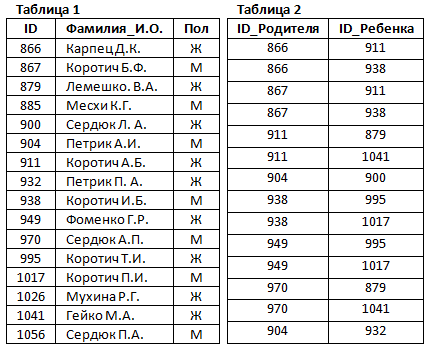 Таблица 1
ID Фамилия_И.О. Пол
866 Карпец Д.К. Ж
867 Коротич Б.Ф. М
879 Лемешко. В.А. Ж
885 Месхи К.Г. М
900 Сердюк Л. А. Ж
904 Петрик А.И. М
911 Коротич А.Б. Ж
932 Петрик П. А. Ж
938 Коротич И.Б. М
949 Фоменко Г.Р. Ж
970 Сердюк А.П. М
995 Коротич Т.И. Ж
1017 Коротич П.И. М
1026 Мухина Р.Г. Ж
1041 Гейко М.А. Ж
1056 Сердюк П.А. М
Таблица 2
ID_Родителя ID_Ребенка
866 911
866 938
867 911
867 938
911 879
911 1041
904 900
938 995
938 1017
949 995
949 1017
970 879
970 1041
904 932